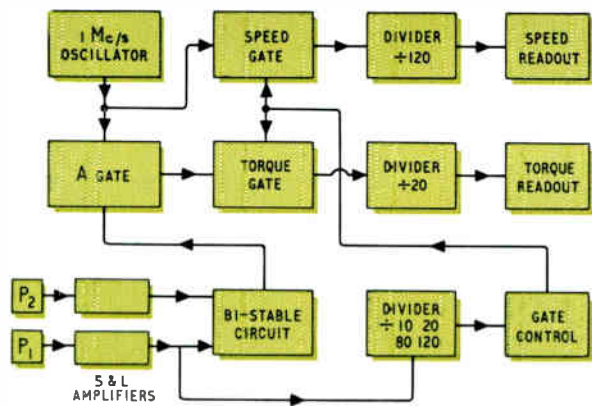 1 Mc/s
OSCILLATOR
SPEED
GATE
DIVIDER
÷120
SPEED
READOUT
A GATE
TORQUE
GATE
DIVIDER
÷20
TORQUE
READOUT
P2
P1
S & L
AMPLIFIERS
BI-STABLE
CIRCUIT
DIVIDER
÷ 10 20
80 120
GATE
CONTROL